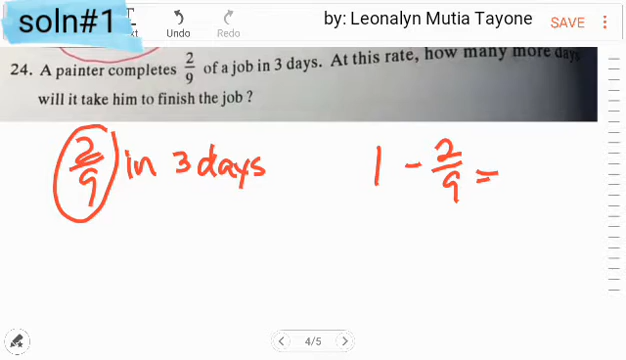 soln#1
by: Leonalyn Mutia Tayone
SAVE
Undo
Redo
24. A painter completes 2/9 of a job in 3 days. At this rate, how many more days
will it take him to finish the job?
2/9 in 3 days
1 - 2/9 =
4/5